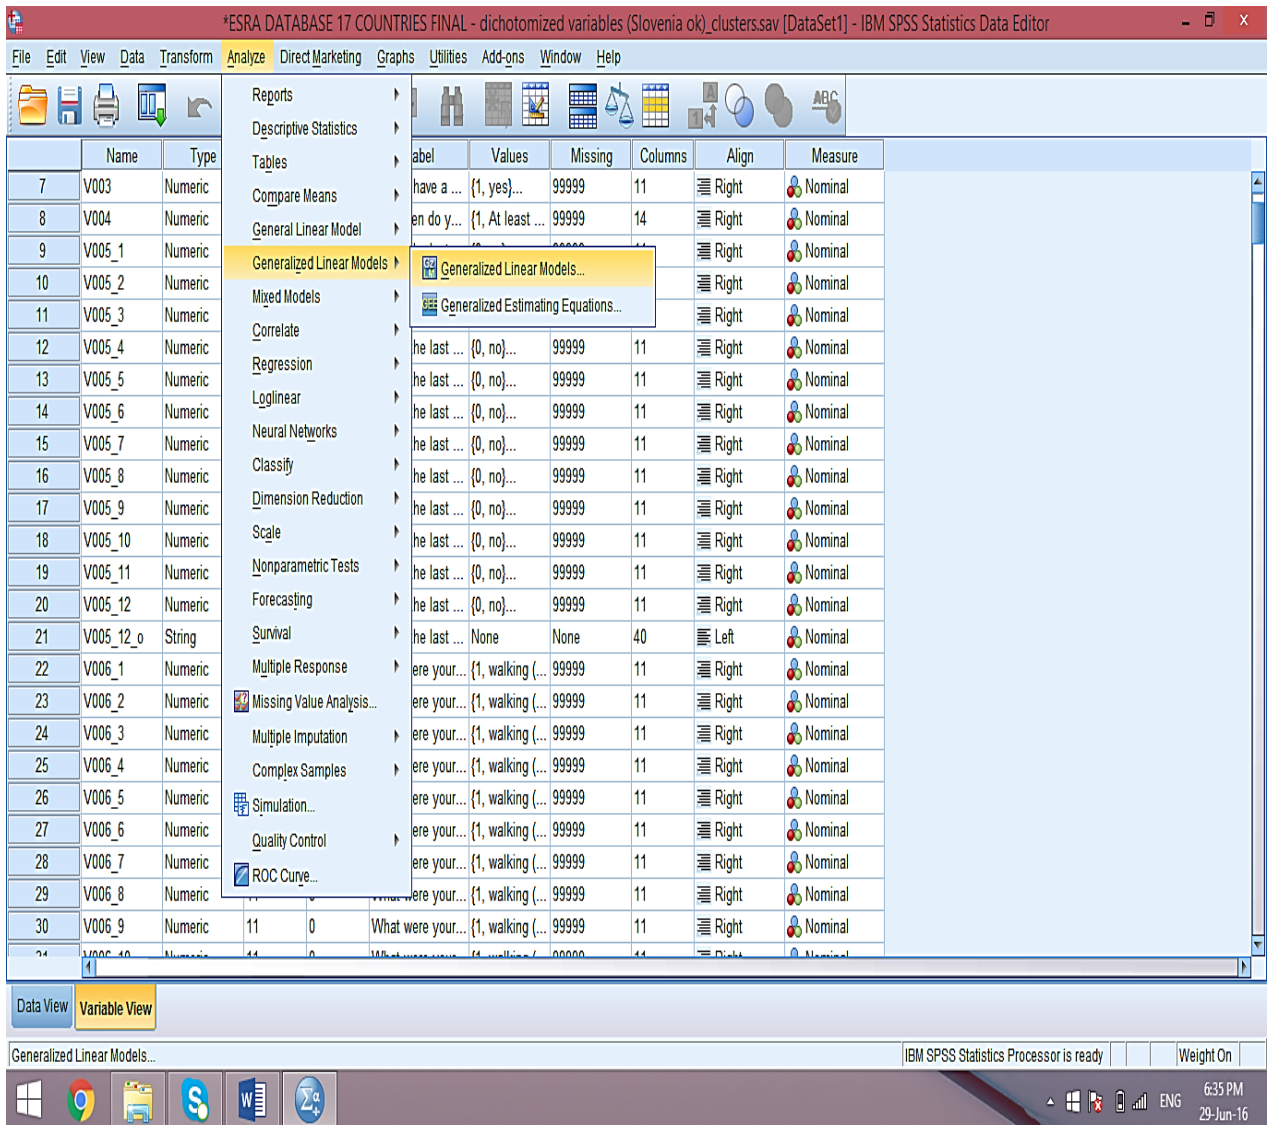 *ESRA DATABASE 17 COUNTRIES FINAL - dichotomized variables (Slovenia ok)_clusters.sav [DataSet1] - IBM SPSS Statistics Data Editor
File Edit View Data Transform Analyze Direct Marketing Graphs Utilities Add-ons Window Help
Reports
Descriptive Statistics
Tables
Compare Means
General Linear Model
Generalized Linear Models
Mixed Models
Correlate
Regression
Loglinear
Neural Networks
Classify
Dimension Reduction
Scale
Nonparametric Tests
Forecasting
Survival
Multiple Response
Missing Value Analysis...
Multiple Imputation
Complex Samples
Simulation...
Quality Control
ROC Curve...
Generalized Linear Models...
GEE Generalized Estimating Equations...
Name Type abel Values Missing Columns Align Measure
7 V003 Numeric have a ... {1, yes}... 99999 11 Right Nominal
8 V004 Numeric en do y... {1, At least ... 99999 14 Right Nominal
9 V005_1 Numeric Right Nominal
10 V005_2 Numeric Right Nominal
11 V005_3 Numeric Right Nominal
12 V005_4 Numeric he last ... {0, no}... 99999 11 Right Nominal
13 V005_5 Numeric he last ... {0, no}... 99999 11 Right Nominal
14 V005_6 Numeric he last ... {0, no}... 99999 11 Right Nominal
15 V005_7 Numeric he last ... {0, no}... 99999 11 Right Nominal
16 V005_8 Numeric he last ... {0, no}... 99999 11 Right Nominal
17 V005_9 Numeric he last ... {0, no}... 99999 11 Right Nominal
18 V005_10 Numeric he last ... {0, no}... 99999 11 Right Nominal
19 V005_11 Numeric he last ... {0, no}... 99999 11 Right Nominal
20 V005_12 Numeric he last ... {0, no}... 99999 11 Right Nominal
21 V005_12_o String he last ... None None 40 Left Nominal
22 V006_1 Numeric ere your... {1, walking (... 99999 11 Right Nominal
23 V006_2 Numeric ere your... {1, walking (... 99999 11 Right Nominal
24 V006_3 Numeric ere your... {1, walking (... 99999 11 Right Nominal
25 V006_4 Numeric ere your... {1, walking (... 99999 11 Right Nominal
26 V006_5 Numeric ere your... {1, walking (... 99999 11 Right Nominal
27 V006_6 Numeric ere your... {1, walking (... 99999 11 Right Nominal
28 V006_7 Numeric ere your... {1, walking (... 99999 11 Right Nominal
29 V006_8 Numeric ere your... {1, walking (... 99999 11 Right Nominal
30 V006_9 Numeric 11 0 What were your... {1, walking (... 99999 11 Right Nominal
Data View Variable View
Generalized Linear Models... IBM SPSS Statistics Processor is ready Weight On
ENG 6:35 PM
29-Jun-16